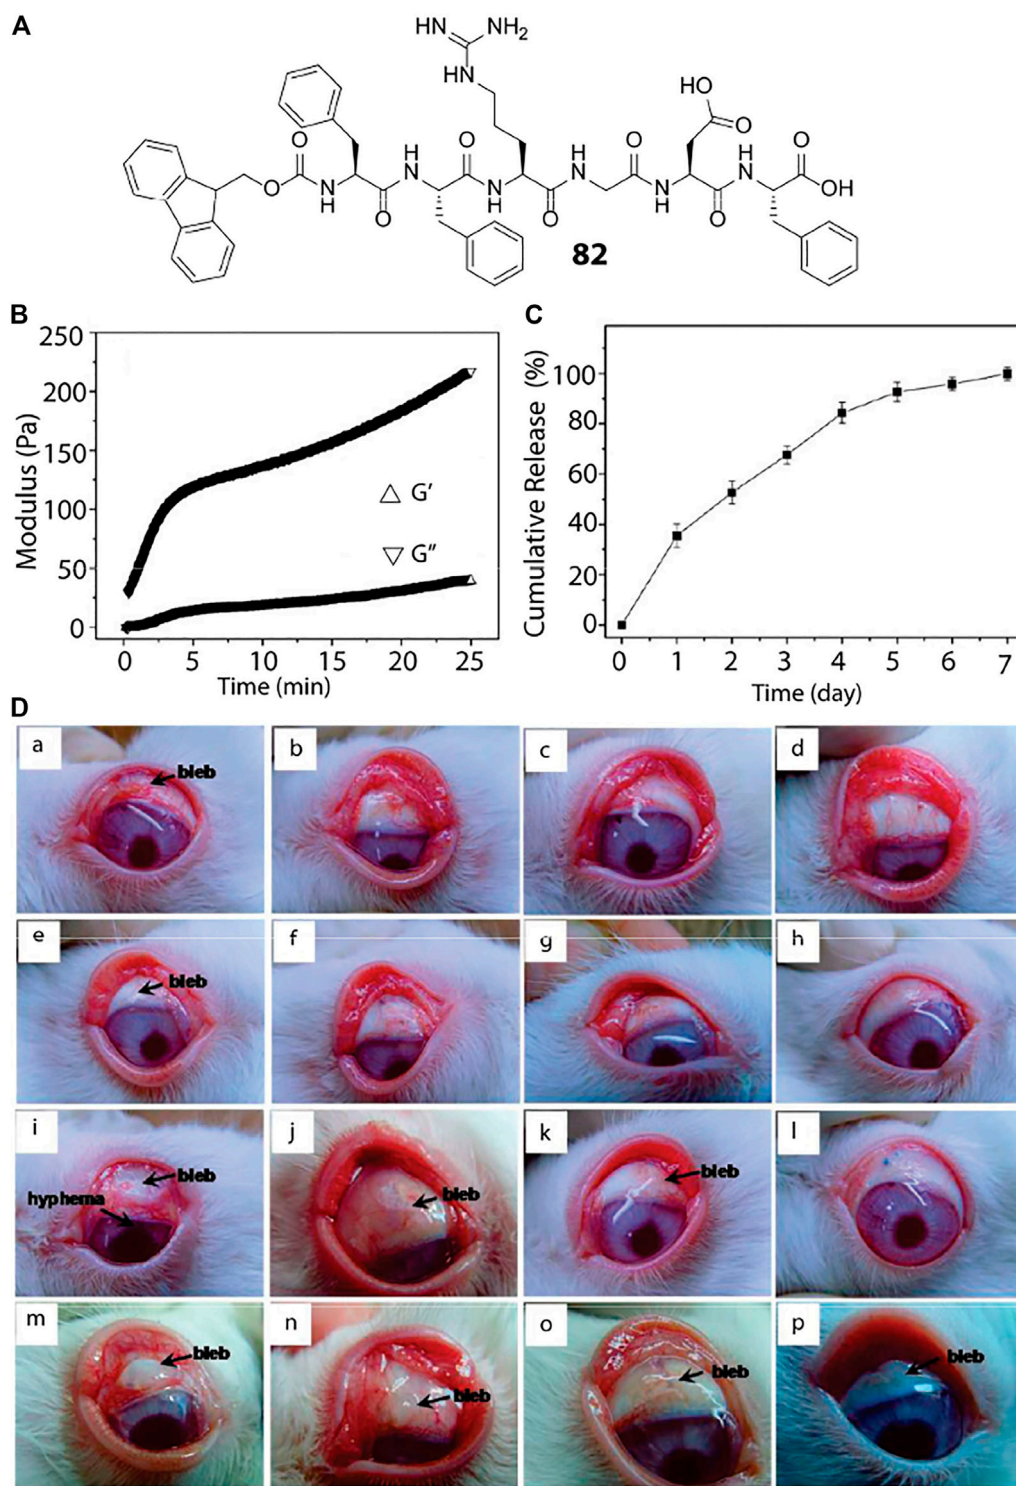 A
HN NH₂
HN
HO
O
O O O O
O N H H N N H H N N H H N OH
O O O
82
B
C
250
200
150
100
50
0
Modulus (Pa)
△ G′
▽ G″
0 5 10 15 20 25
Time (min)
100
80
60
40
20
0
Cumulative Release (%)
0 1 2 3 4 5 6 7
Time (day)
D
a bleb b c d
e bleb f g h
i bleb j bleb k bleb l
hyphema
m bleb n bleb o bleb p bleb